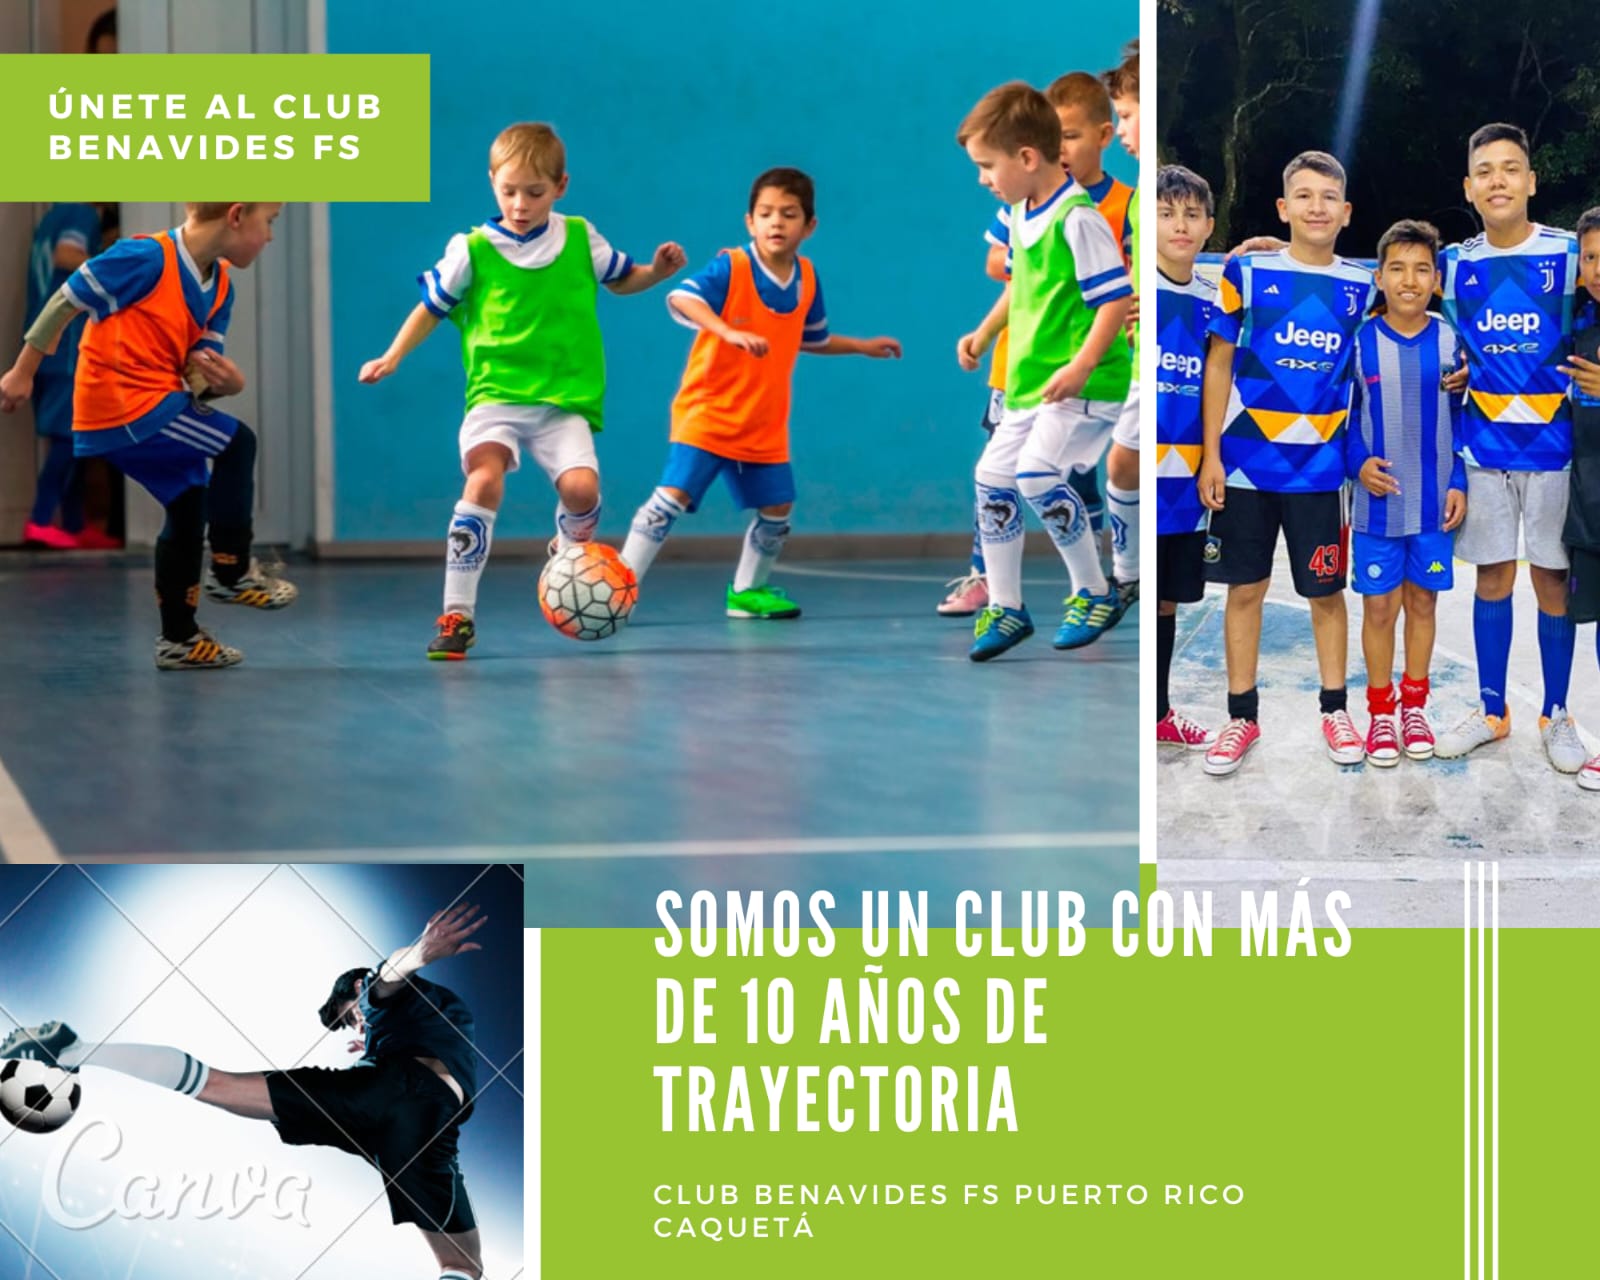 ÚNETE AL CLUB
BENAVIDES FS
Jeep
4xe
Jeep
4xe
Jeep
4xe
43
SOMOS UN CLUB CON MÁS
DE 10 AÑOS DE
TRAYECTORIA
Canva
CLUB BENAVIDES FS PUERTO RICO
CAQUETÁ